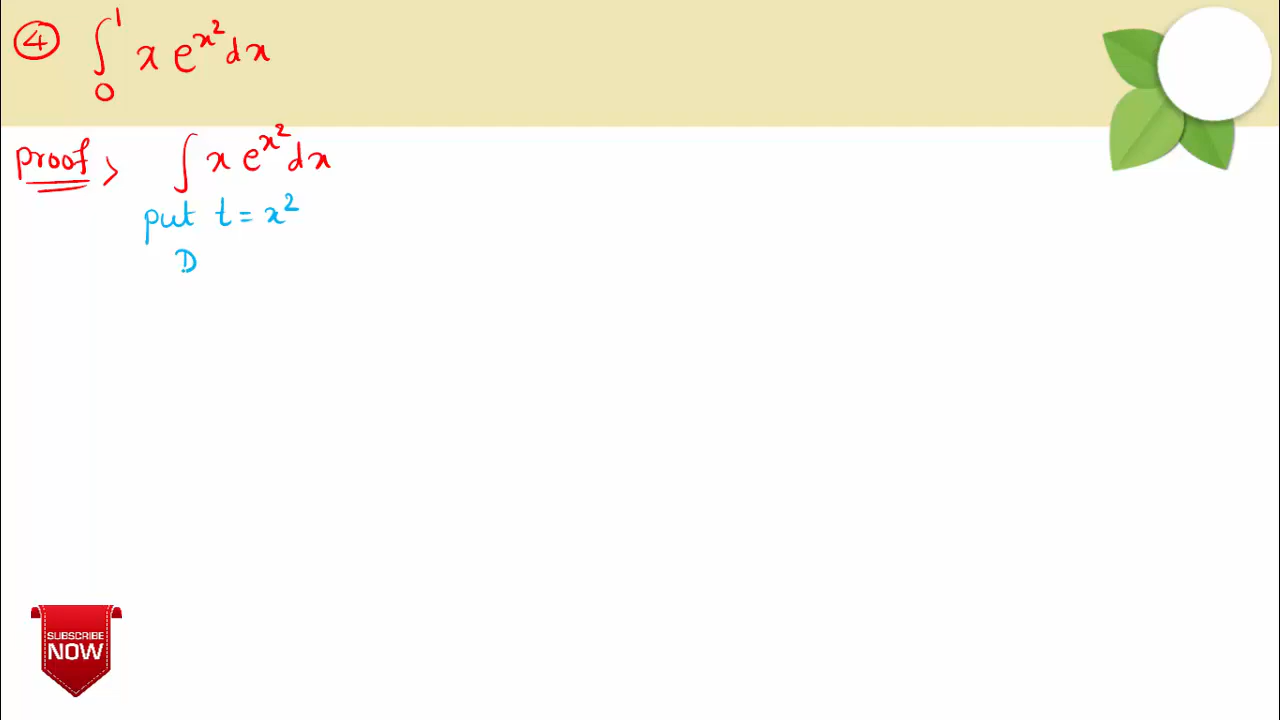 ④ ∫₀¹ x e^{x²} dx
Proof > ∫ x e^{x²} dx
put t = x²
D
SUBSCRIBE
NOW